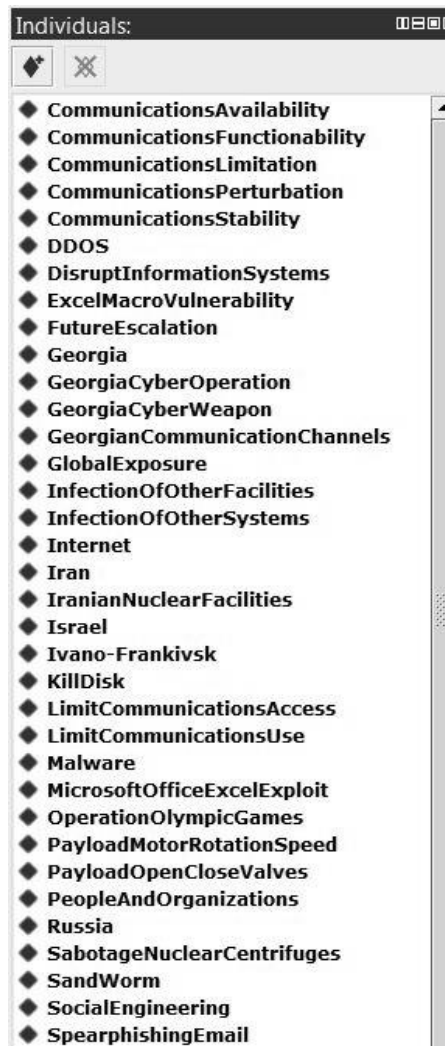 Individuals:
CommunicationsAvailability
CommunicationsFunctionability
CommunicationsLimitation
CommunicationsPerturbation
CommunicationsStability
DDOS
DisruptInformationSystems
ExcelMacroVulnerability
FutureEscalation
Georgia
GeorgiaCyberOperation
GeorgiaCyberWeapon
GeorgianCommunicationChannels
GlobalExposure
InfectionOfOtherFacilities
InfectionOfOtherSystems
Internet
Iran
IranianNuclearFacilities
Israel
Ivano-Frankivsk
KillDisk
LimitCommunicationsAccess
LimitCommunicationsUse
Malware
MicrosoftOfficeExcelExploit
OperationOlympicGames
PayloadMotorRotationSpeed
PayloadOpenCloseValves
PeopleAndOrganizations
Russia
SabotageNuclearCentrifuges
SandWorm
SocialEngineering
SpearphishingEmail